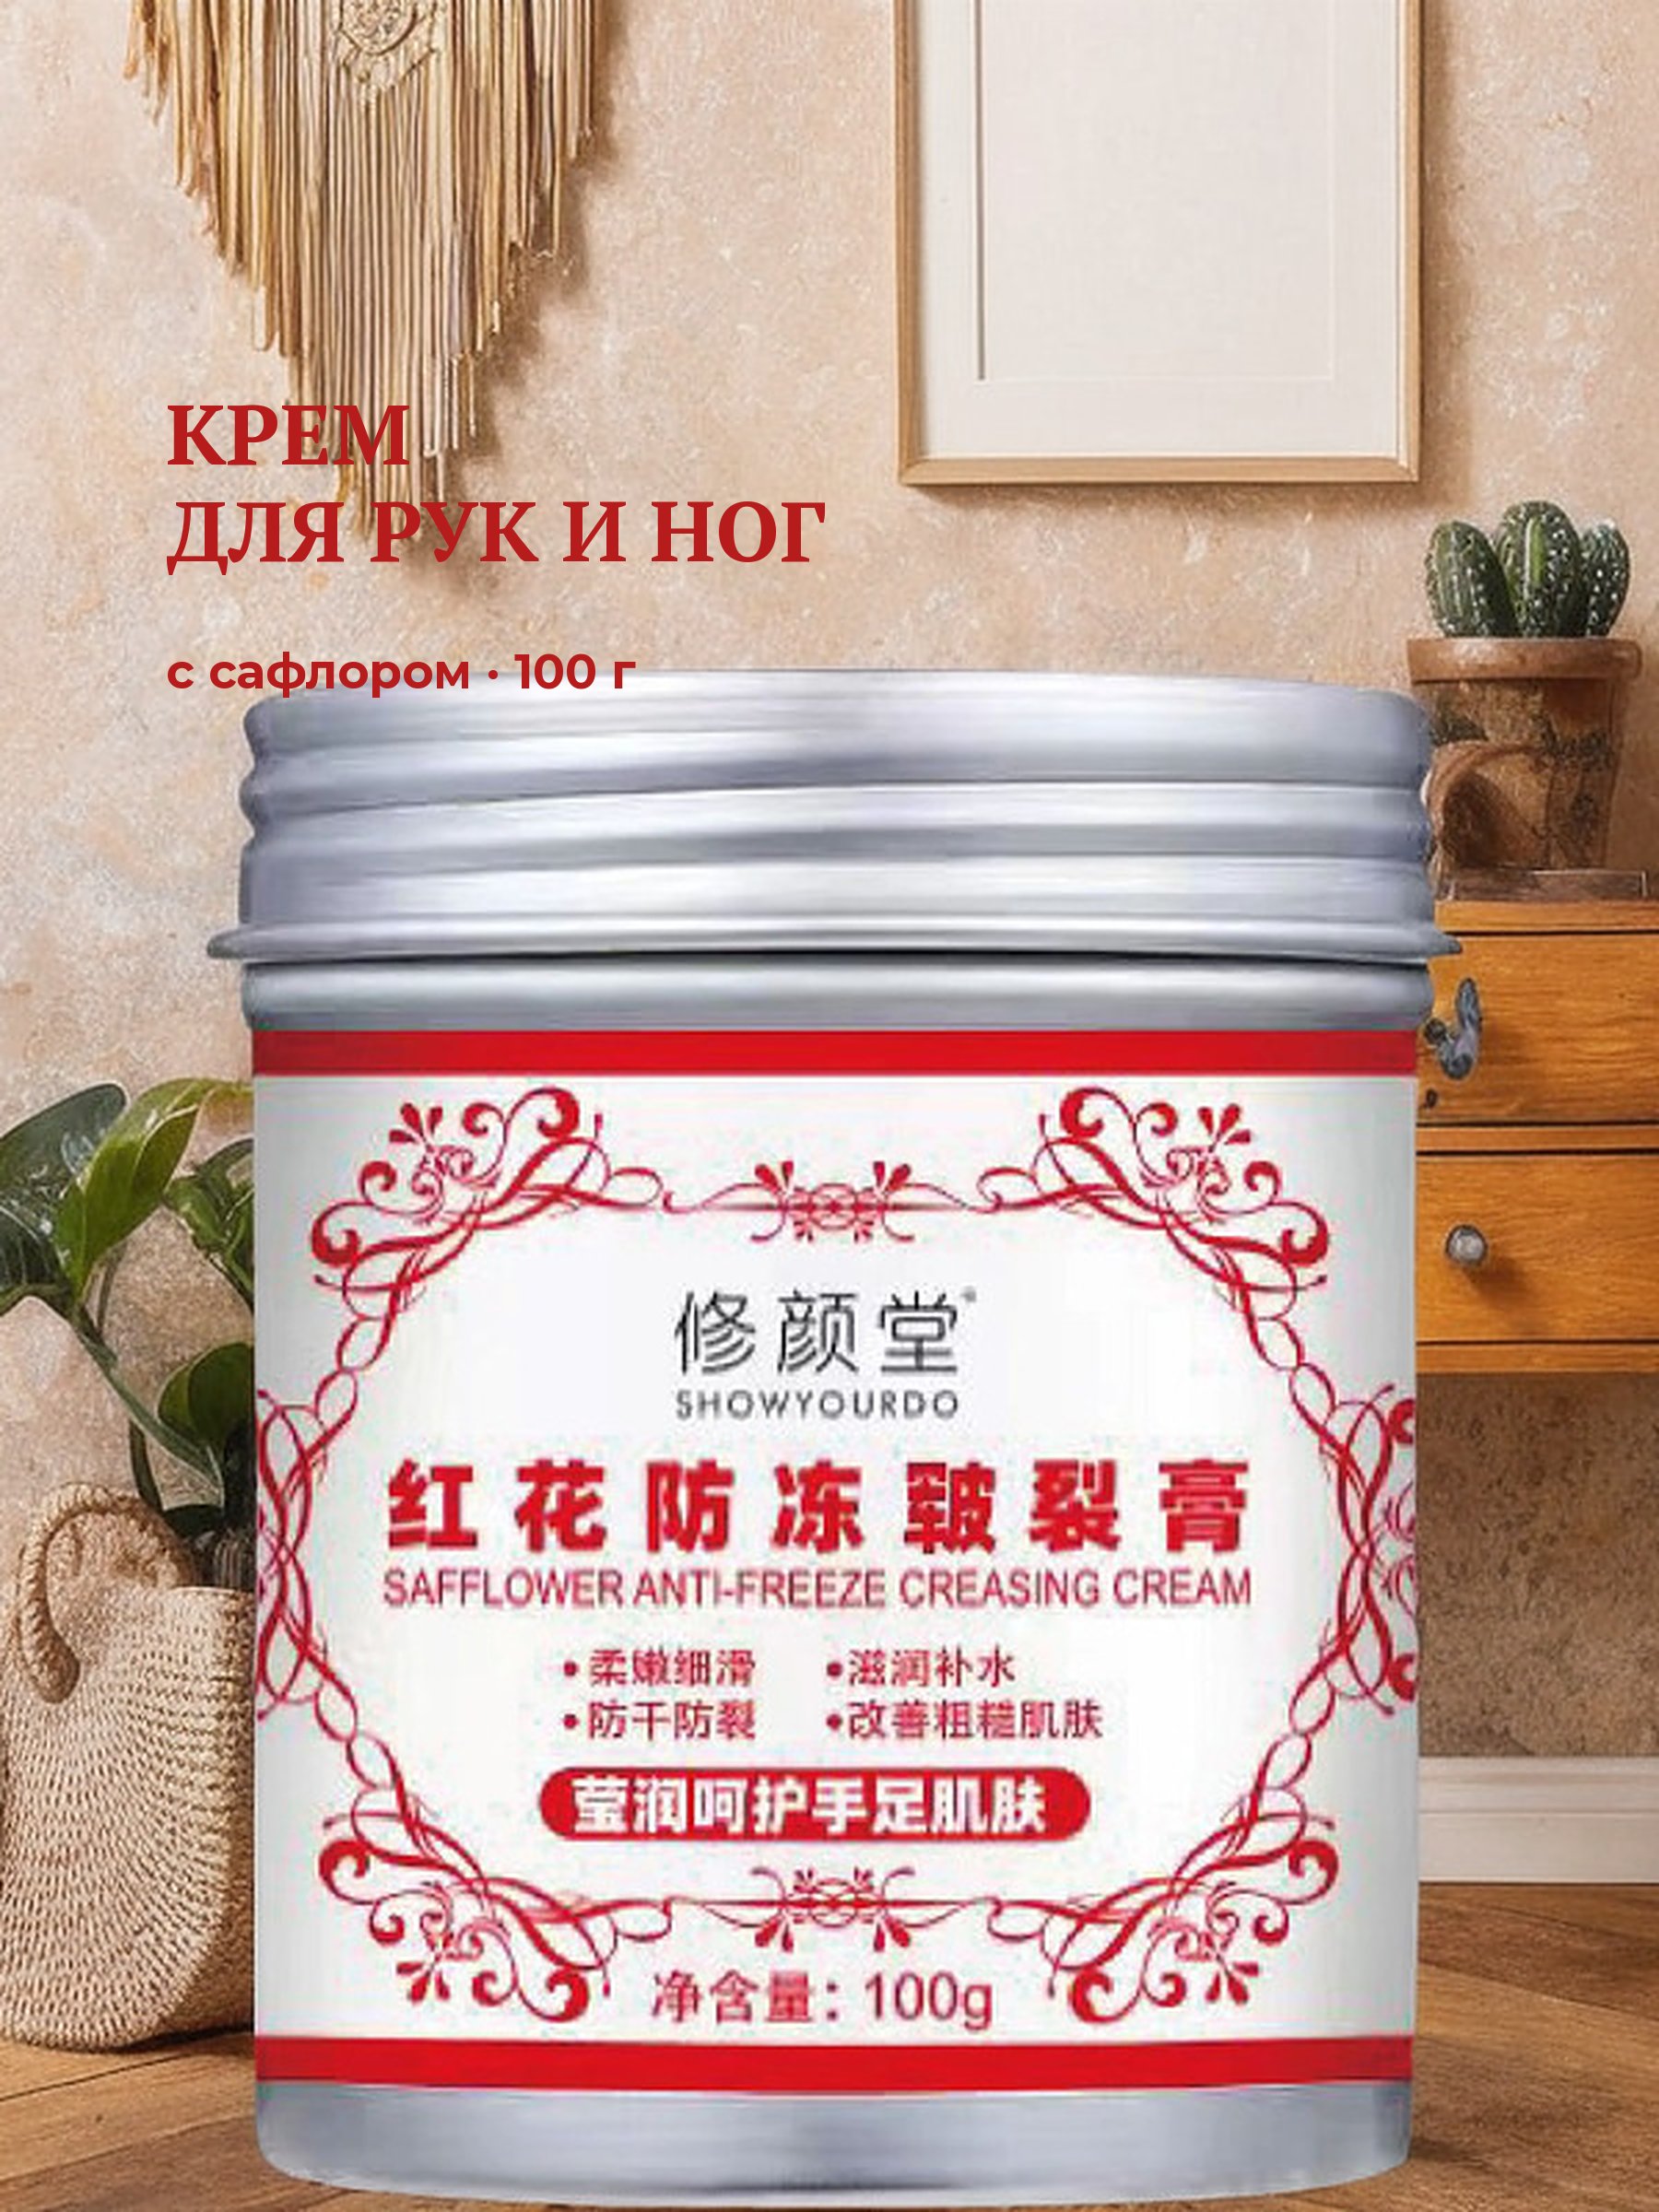 КРЕМ
ДЛЯ РУК И НОГ
с сафлором · 100 г
修颜堂®
SHOWYOURDO
红花防冻皲裂膏
SAFFLOWER ANTI-FREEZE CREASING CREAM
•柔嫩细滑 •滋润补水
•防干防裂 •改善粗糙肌肤
莹润呵护手足肌肤
净含量：100g